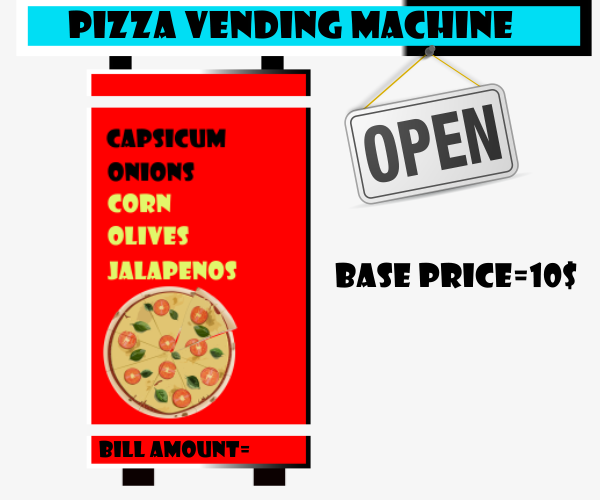 PIZZA VENDING MACHINE
OPEN
CAPSICUM
ONIONS
CORN
OLIVES
JALAPENOS
BASE PRICE=10$
BILL AMOUNT=